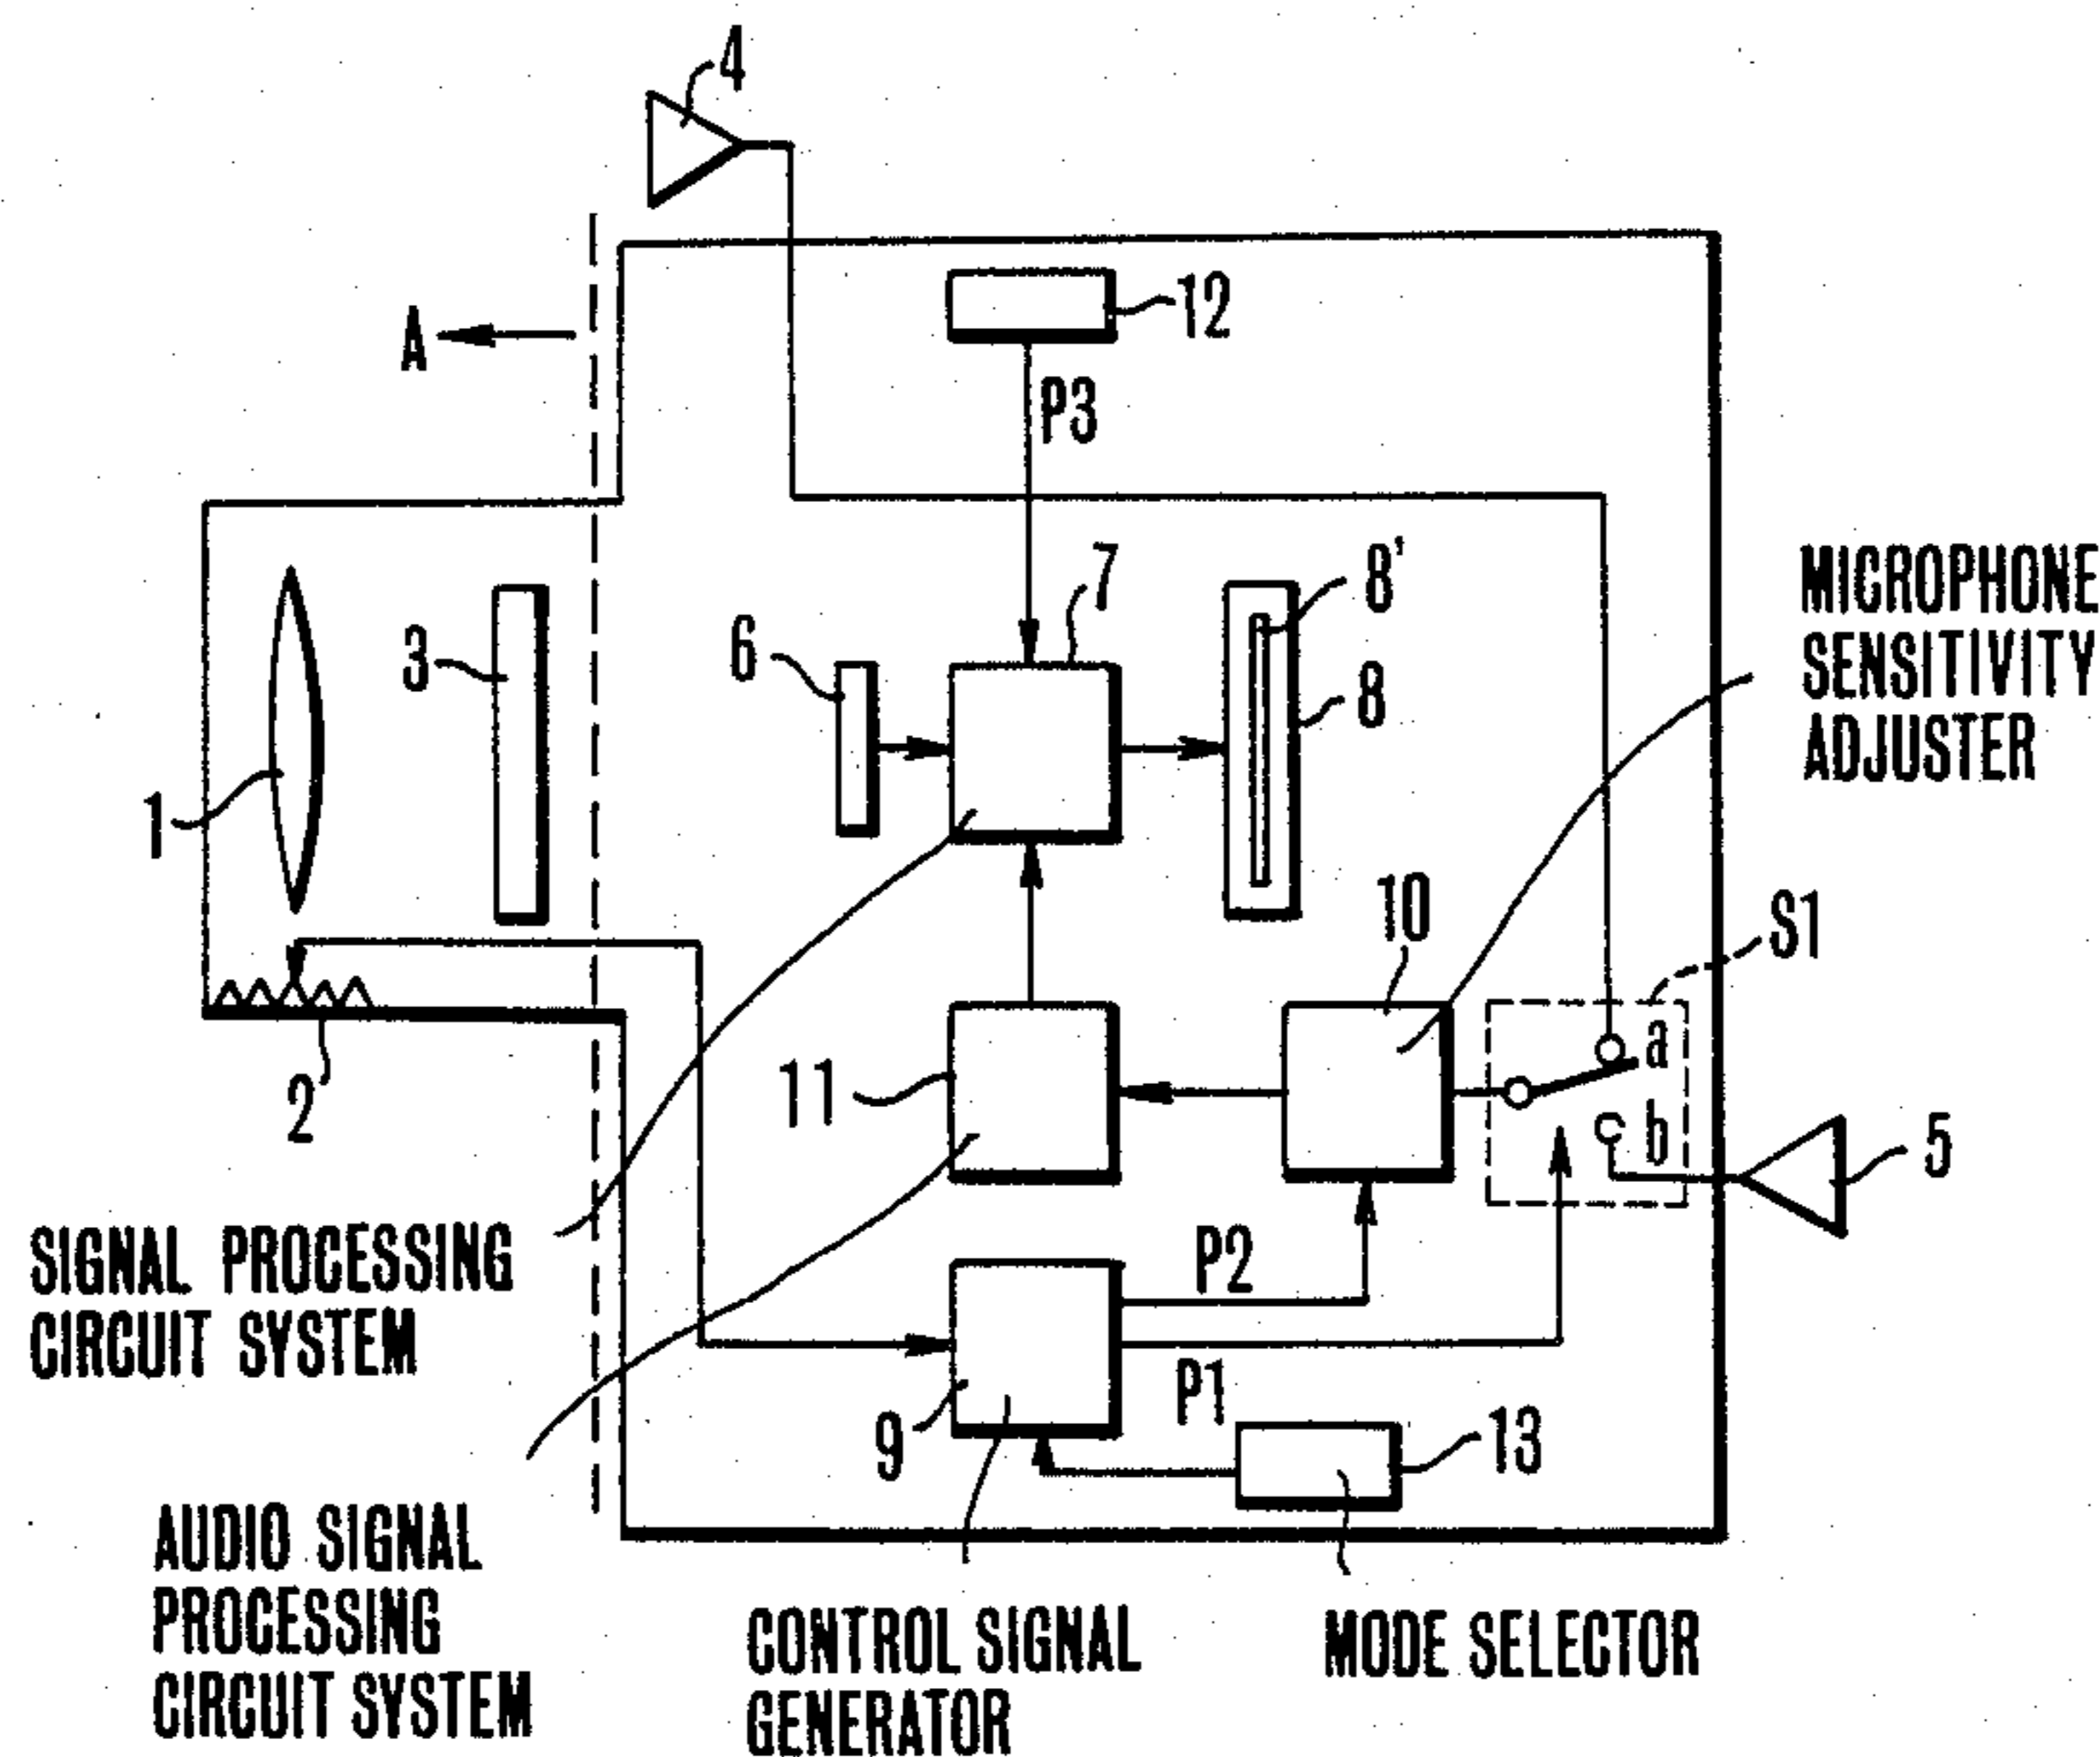 4
A
12
P3
7
8'
MICROPHONE
SENSITIVITY
ADJUSTER
6
3
8
1
10
S1
a
11
b
5
2
P2
SIGNAL PROCESSING
CIRCUIT SYSTEM
P1
9
13
AUDIO SIGNAL
PROCESSING
CIRCUIT SYSTEM
CONTROL SIGNAL
GENERATOR
MODE SELECTOR